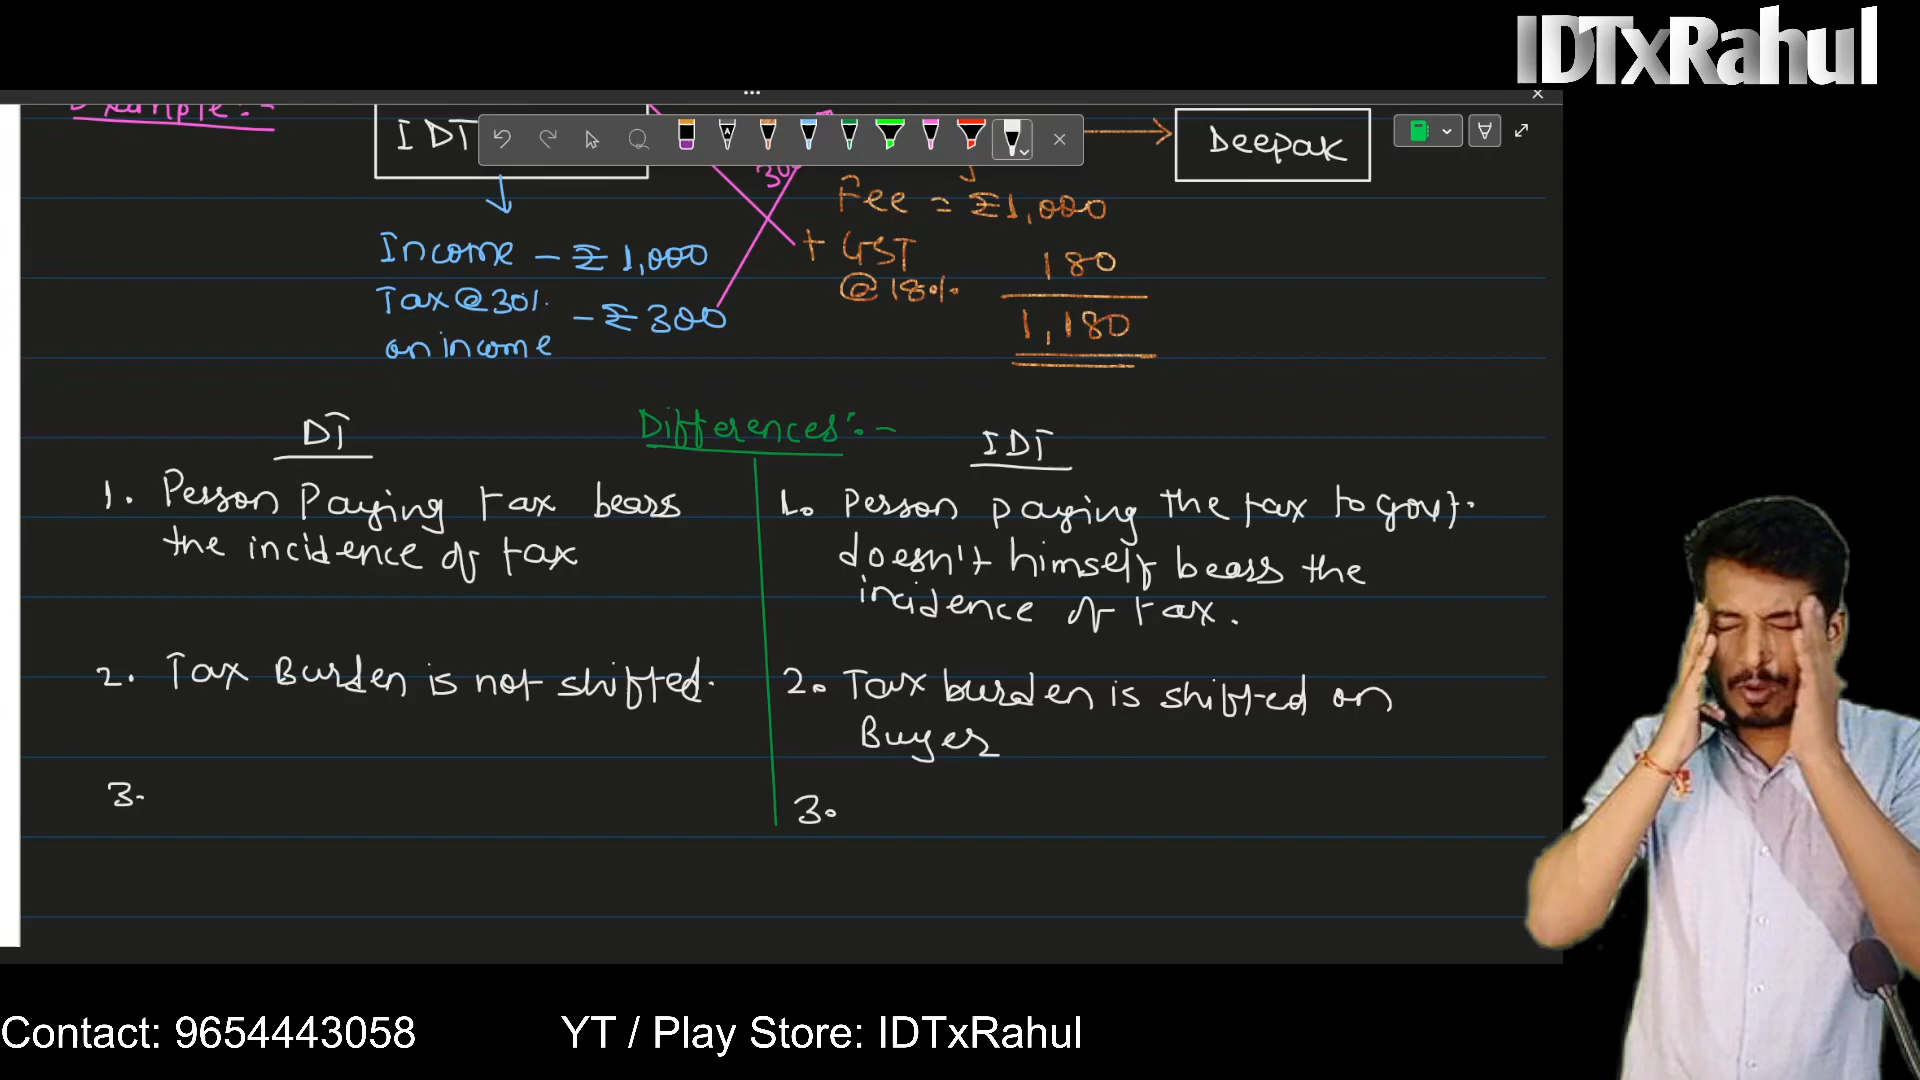 IDTxRahul
Example:-
IDT
Deepak
30
Fee = ₹1,000
+ GST 180
@18%
1,180
Income - ₹1,000
Tax@30% - ₹300
on income
Differences:-
DT
1. Person Paying tax bears
the incidence of tax
2. Tax Burden is not shifted.
3.
IDT
1. Person paying the tax to govt.
doesn't himself bears the
incidence of tax.
2. Tax burden is shifted on
Buyer
3.
Contact: 9654443058 YT / Play Store: IDTxRahul